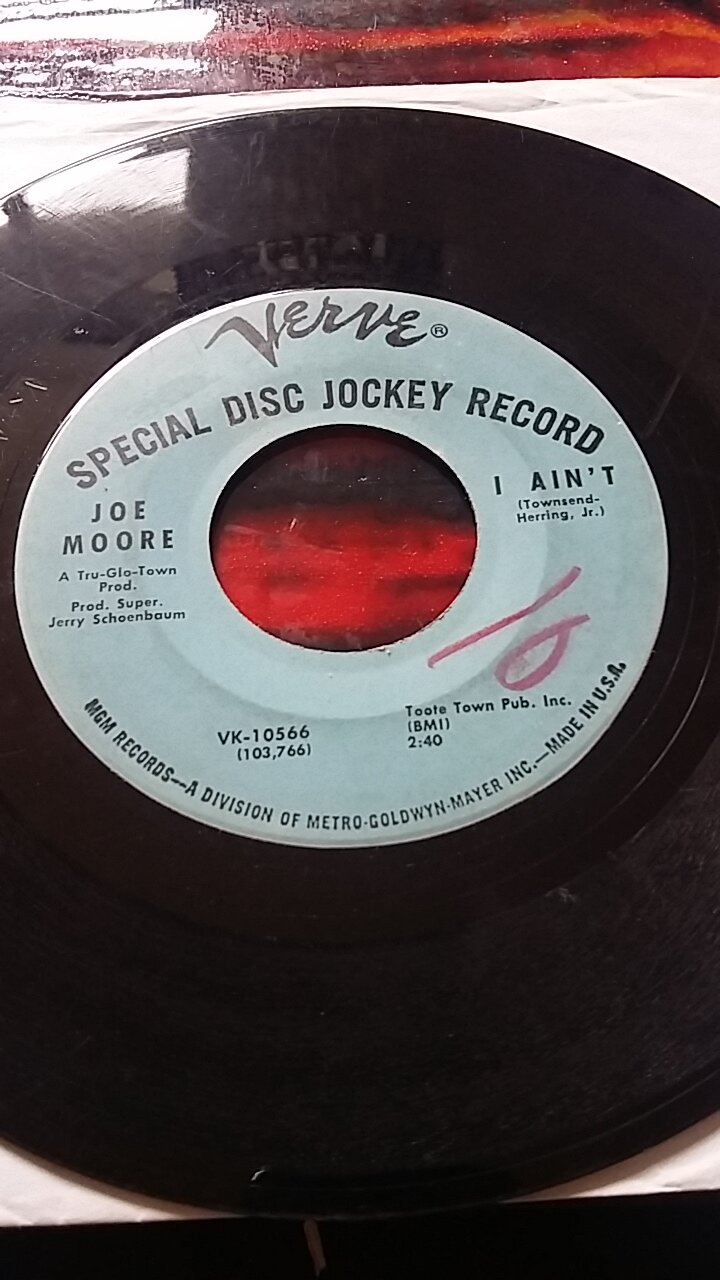 Verve®
SPECIAL DISC JOCKEY RECORD
JOE
MOORE
A Tru-Glo-Town
Prod.
Prod. Super.
Jerry Schoenbaum
I AIN'T
(Townsend-
Herring, Jr.)
VK-10566
(103,766)
Toote Town Pub. Inc.
(BMI)
2:40
MGM RECORDS—A DIVISION OF METRO-GOLDWYN-MAYER INC.—MADE IN U.S.A.